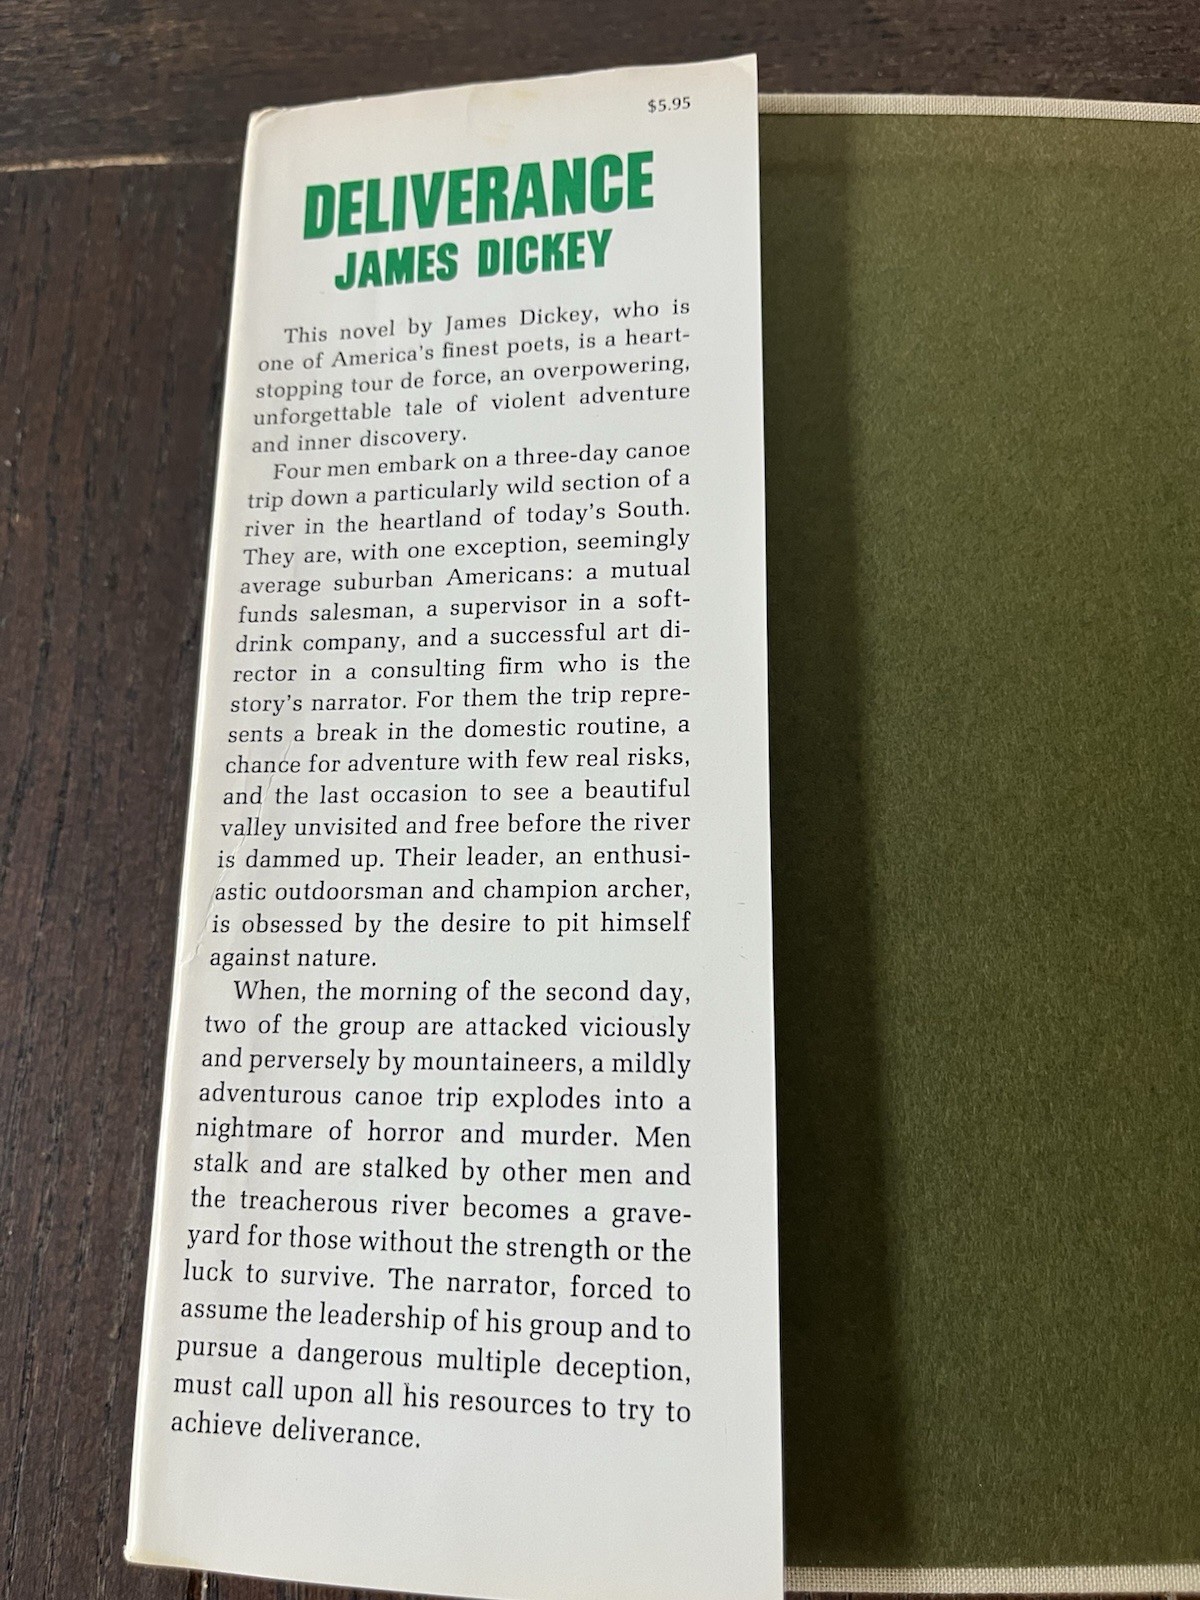 $5.95
DELIVERANCE
JAMES DICKEY
This novel by James Dickey, who is
one of America's finest poets, is a heart-
stopping tour de force, an overpowering,
unforgettable tale of violent adventure
and inner discovery.
Four men embark on a three-day canoe
trip down a particularly wild section of a
river in the heartland of today's South.
They are, with one exception, seemingly
average suburban Americans: a mutual
funds salesman, a supervisor in a soft-
drink company, and a successful art di-
rector in a consulting firm who is the
story's narrator. For them the trip repre-
sents a break in the domestic routine, a
chance for adventure with few real risks,
and the last occasion to see a beautiful
valley unvisited and free before the river
is dammed up. Their leader, an enthusi-
astic outdoorsman and champion archer,
is obsessed by the desire to pit himself
against nature.
When, the morning of the second day,
two of the group are attacked viciously
and perversely by mountaineers, a mildly
adventurous canoe trip explodes into a
nightmare of horror and murder. Men
stalk and are stalked by other men and
the treacherous river becomes a grave-
yard for those without the strength or the
luck to survive. The narrator, forced to
assume the leadership of his group and to
pursue a dangerous multiple deception,
must call upon all his resources to try to
achieve deliverance.